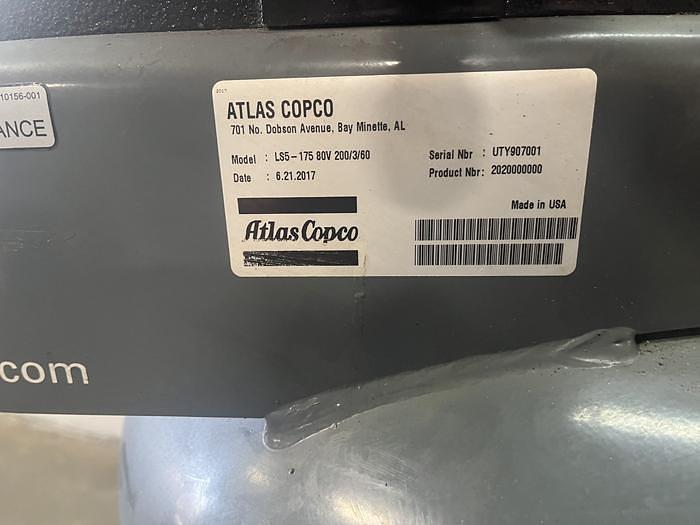 10156-001
ANCE
2017
ATLAS COPCO
701 No. Dobson Avenue, Bay Minette, AL
Model : LS5-175 80V 200/3/60
Serial Nbr : UTY907001
Date : 6.21.2017
Product Nbr: 2020000000
Made in USA
Atlas Copco
.com